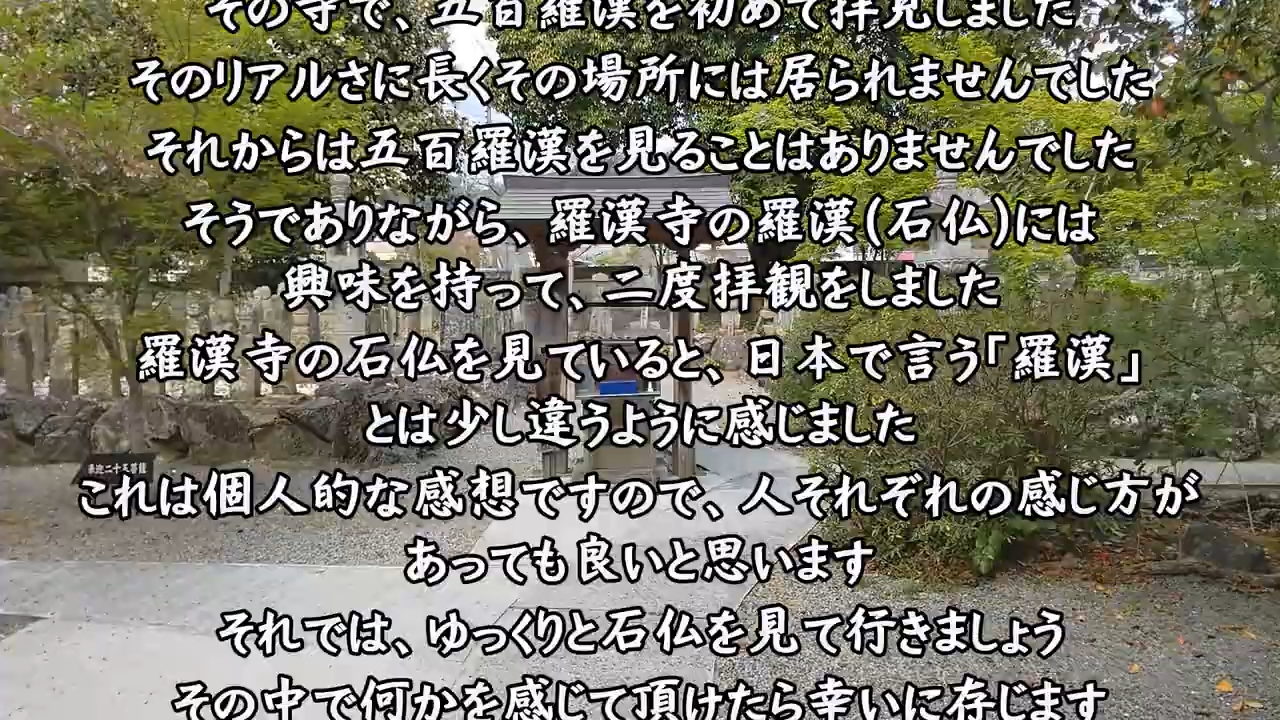 その寺で、五百羅漢を初めて拝見しました
そのリアルさに長くその場所には居られませんでした
それからは五百羅漢を見ることはありませんでした
そうでありながら、羅漢寺の羅漢(石仏)には
興味を持って、二度拝観をしました
羅漢寺の石仏を見ていると、日本で言う「羅漢」
とは少し違うように感じました
来迎二十五菩薩
これは個人的な感想ですので、人それぞれの感じ方が
あっても良いと思います
それでは、ゆっくりと石仏を見て行きましょう
その中で何かを感じて頂けたら幸いに存じます